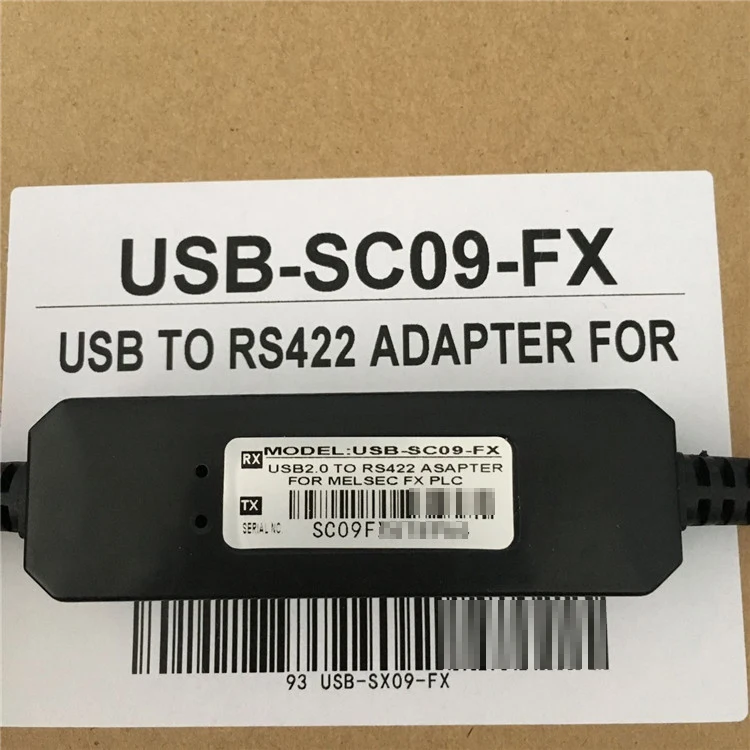 USB-SC09-FX
USB TO RS422 ADAPTER FOR
RX MODEL:USB-SC09-FX
USB2.0 TO RS422 ASAPTER
FOR MELSEC FX PLC
TX
SERIAL NO
93 USB-SX09-FX